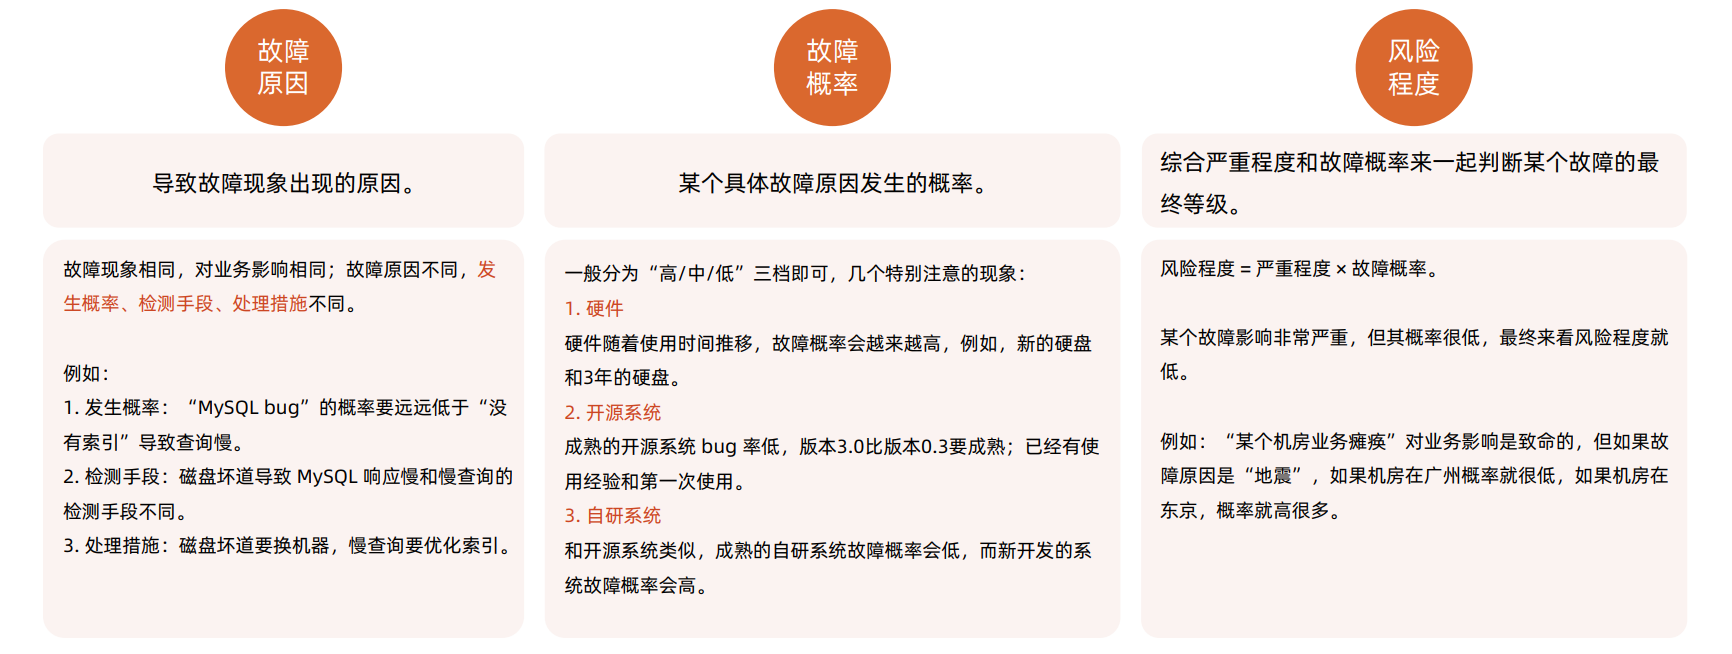 故障
原因
导致故障现象出现的原因。
故障现象相同，对业务影响相同；故障原因不同，发
生概率、检测手段、处理措施不同。
例如：
1. 发生概率：“MySQL bug”的概率要远远低于“没
有索引”导致查询慢。
2. 检测手段：磁盘坏道导致 MySQL 响应慢和慢查询的
检测手段不同。
3. 处理措施：磁盘坏道要换机器，慢查询要优化索引。
故障
概率
某个具体故障原因发生的概率。
一般分为“高/中/低”三档即可，几个特别注意的现象：
1. 硬件
硬件随着使用时间推移，故障概率会越来越高，例如，新的硬盘
和3年的硬盘。
2. 开源系统
成熟的开源系统 bug 率低，版本3.0比版本0.3要成熟；已经有使
用经验和第一次使用。
3. 自研系统
和开源系统类似，成熟的自研系统故障概率会低，而新开发的系
统故障概率会高。
风险
程度
综合严重程度和故障概率来一起判断某个故障的最
终等级。
风险程度 = 严重程度 × 故障概率。
某个故障影响非常严重，但其概率很低，最终来看风险程度就
低。
例如：“某个机房业务瘫痪”对业务影响是致命的，但如果故
障原因是“地震”，如果机房在广州概率就很低，如果机房在
东京，概率就高很多。